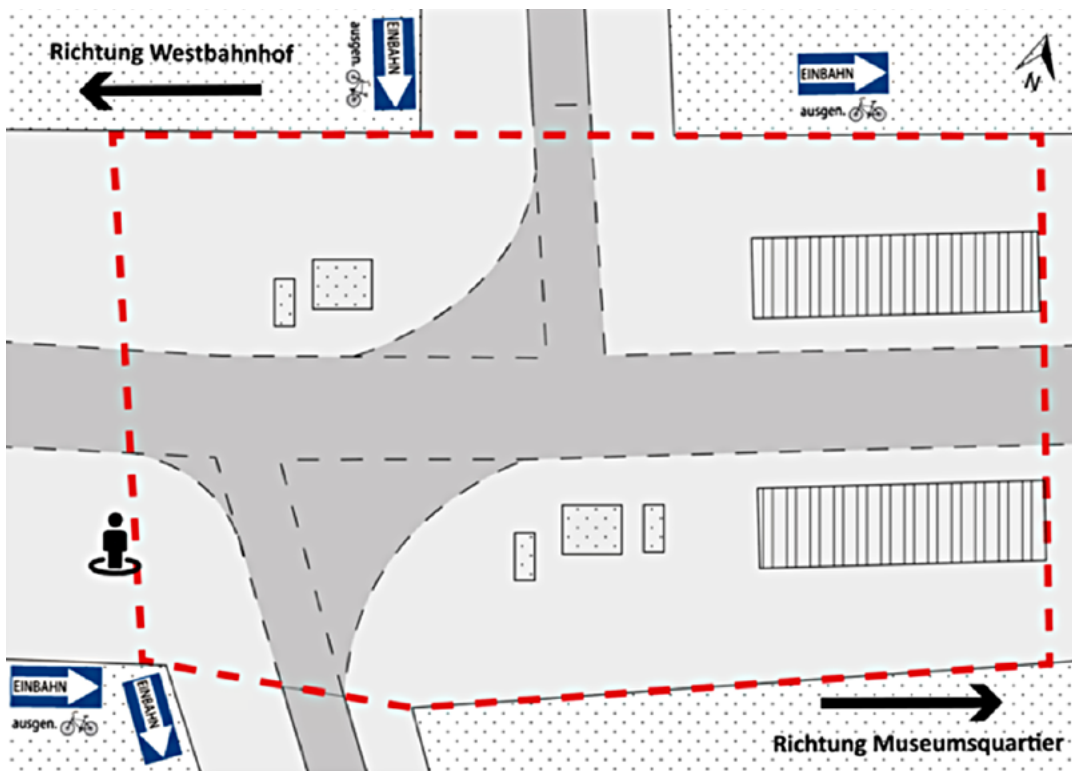 Richtung Westbahnhof
EINBAHN
ausgen.
EINBAHN
ausgen.
N
EINBAHN
ausgen.
EINBAHN
Richtung Museumsquartier